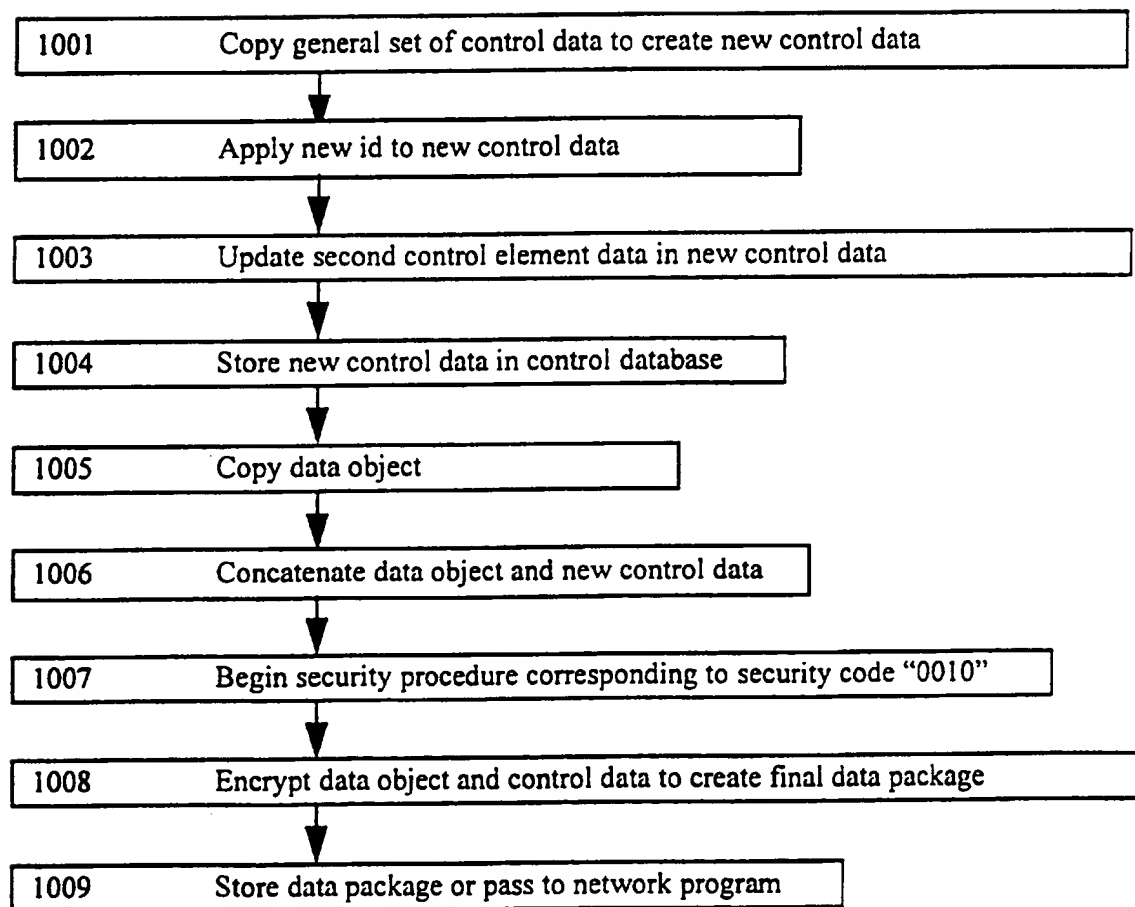 1001 Copy general set of control data to create new control data
1002 Apply new id to new control data
1003 Update second control element data in new control data
1004 Store new control data in control database
1005 Copy data object
1006 Concatenate data object and new control data
1007 Begin security procedure corresponding to security code “0010”
1008 Encrypt data object and control data to create final data package
1009 Store data package or pass to network program